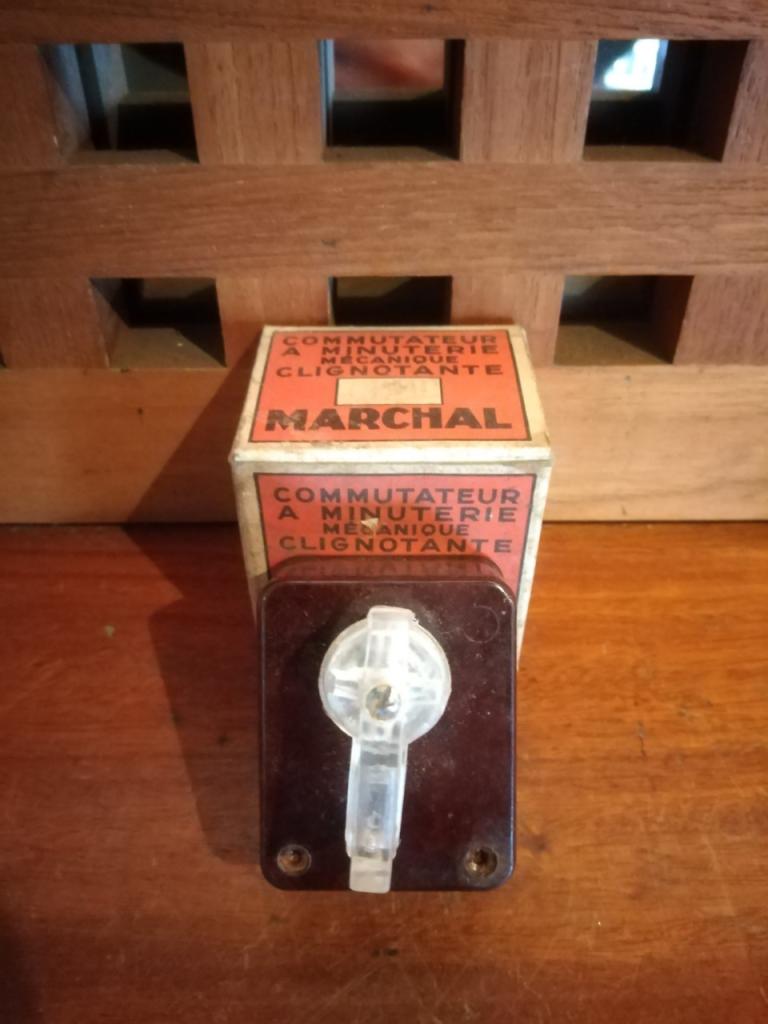 COMMUTATEUR
A MINUTERIE
MÉCANIQUE
CLIGNOTANTE
MARCHAL
COMMUTATEUR
A MINUTERIE
MÉCANIQUE
CLIGNOTANTE